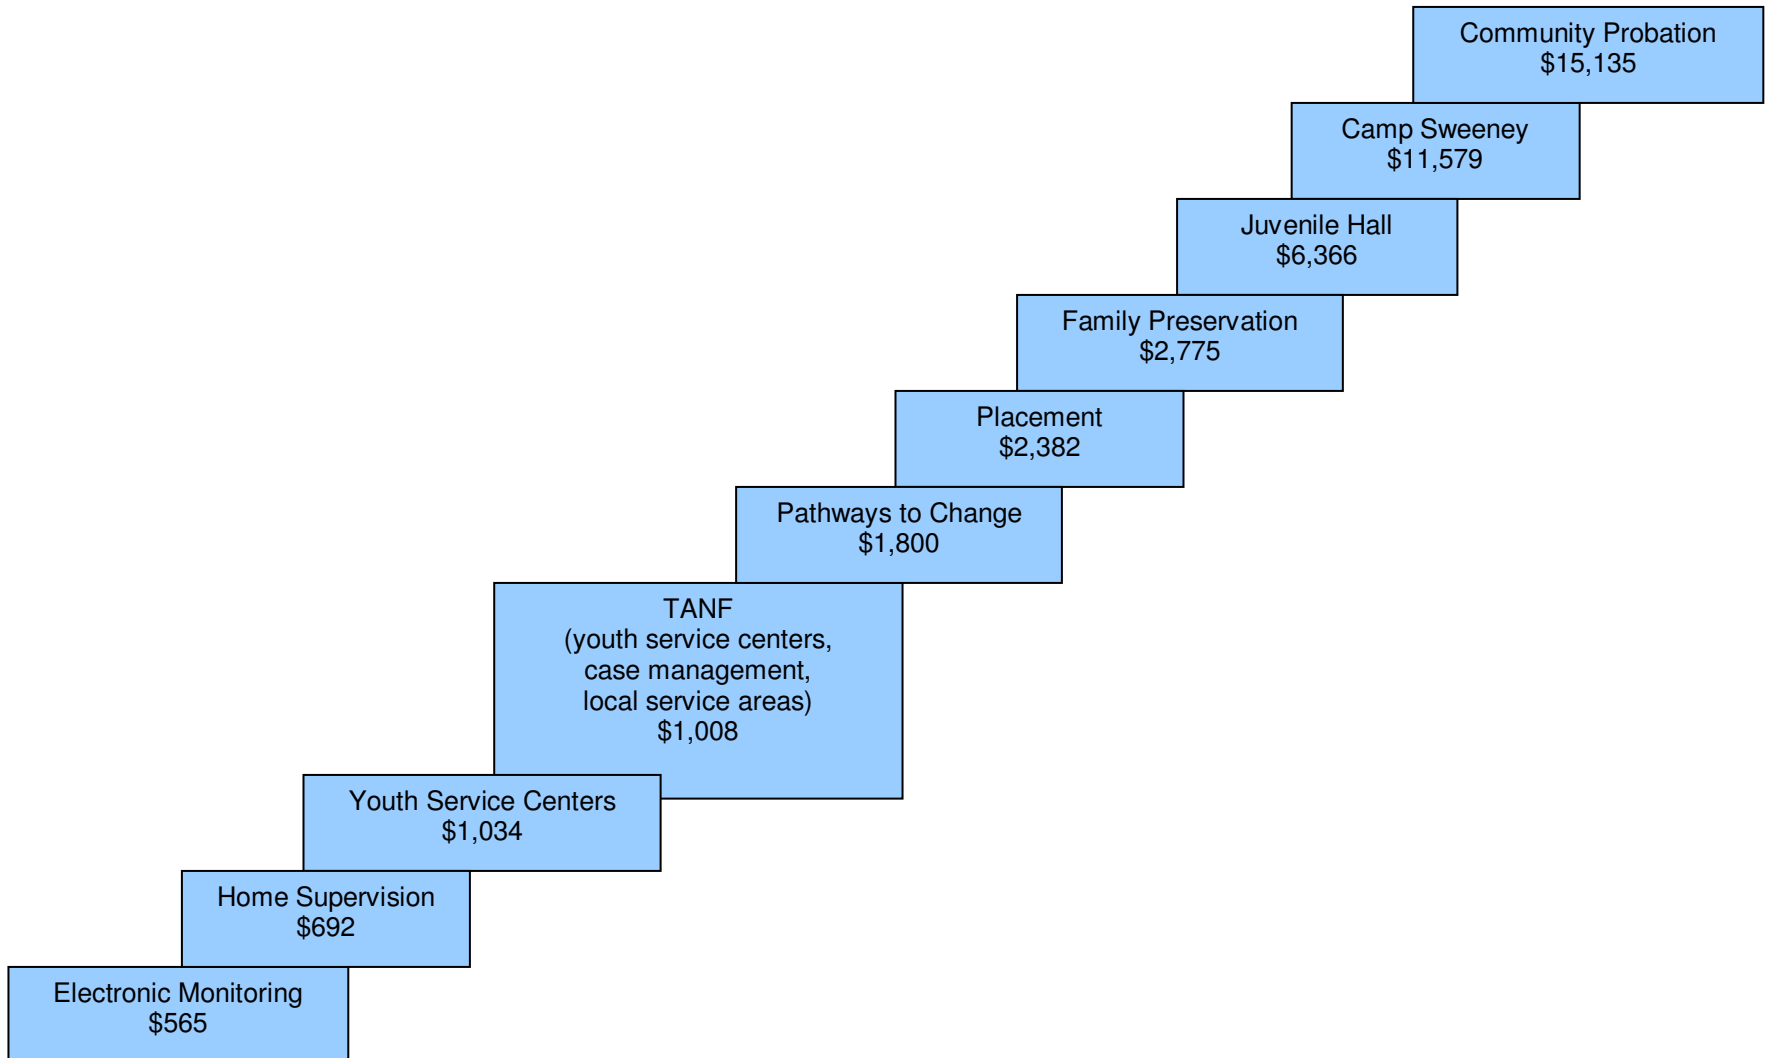 Community Probation
$15,135
Camp Sweeney
$11,579
Juvenile Hall
$6,366
Family Preservation
$2,775
Placement
$2,382
Pathways to Change
$1,800
TANF
(youth service centers,
case management,
local service areas)
$1,008
Youth Service Centers
$1,034
Home Supervision
$692
Electronic Monitoring
$565